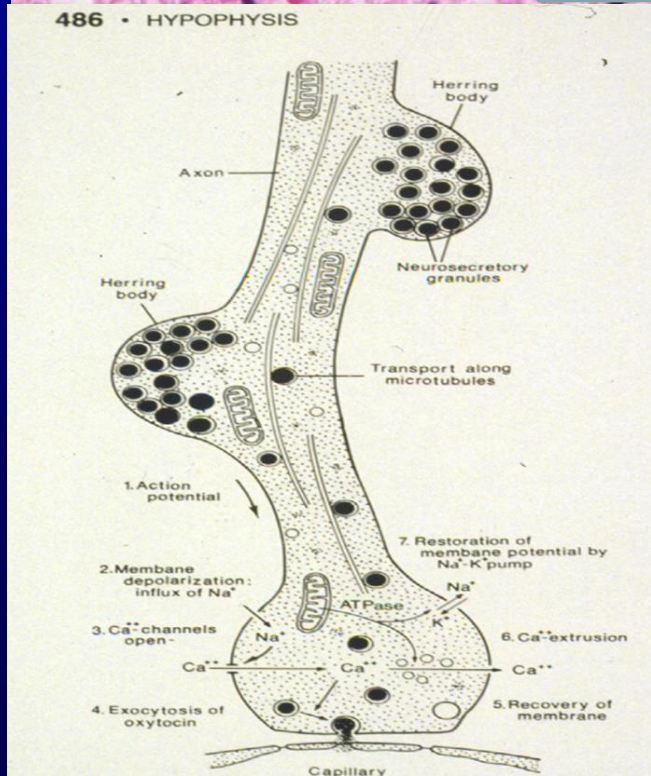 486 • HYPOPHYSIS
Herring
body
Axon
Neurosecretory
granules
Herring
body
Transport along
microtubules
1. Action
potential
7. Restoration of
membrane potential by
Na⁺-K⁺pump
2. Membane
depolarization:
influx of Na⁺
Na⁺
ATPase
K⁺
3. Ca⁺⁺-channels
open-
Na⁺
6. Ca⁺⁺-extrusion
Ca⁺⁺
Ca⁺⁺
Ca⁺⁺
4. Exocytosis of
oxytocin
5. Recovery of
membrane
Capillary